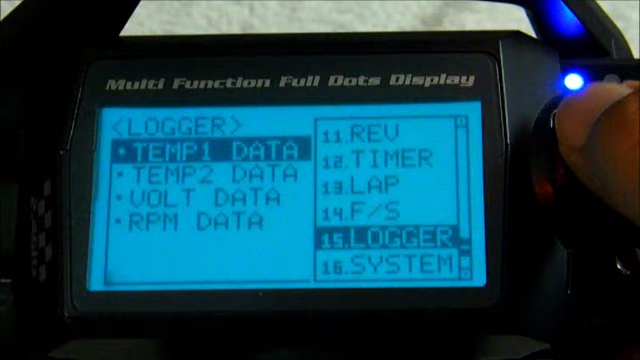 Multi Function Full Dots Display
<LOGGER>
·TEMP1 DATA
·TEMP2 DATA
·VOLT DATA
·RPM DATA
11.REV
12.TIMER
13.LAP
14.F/S
15.LOGGER
16.SYSTEM